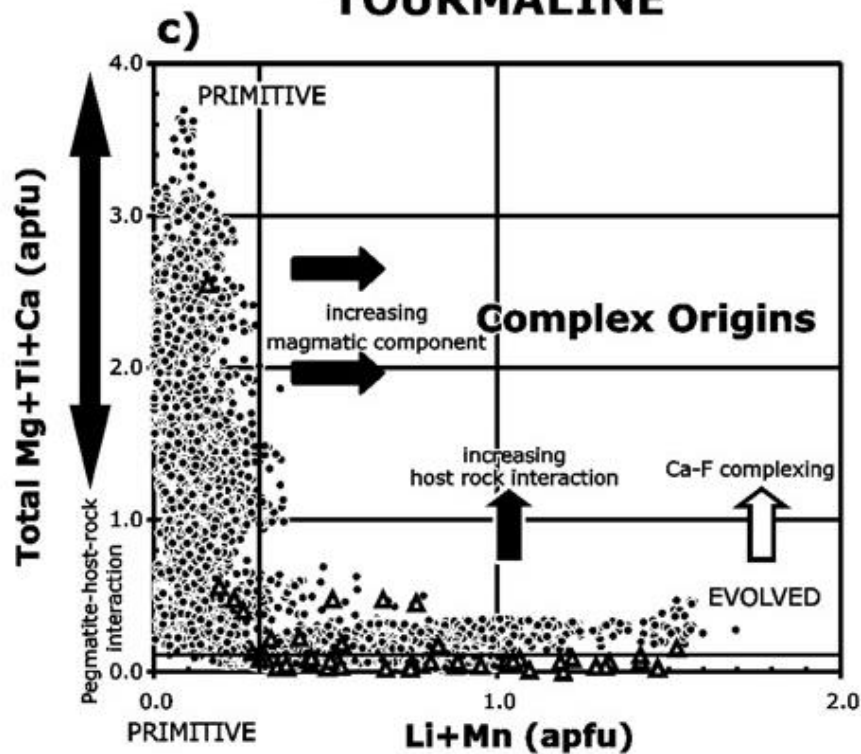 TOURMALINE
c)
4.0
PRIMITIVE
3.0
increasing
magmatic component
Complex Origins
2.0
increasing
host rock interaction
Ca-F complexing
1.0
EVOLVED
0.0
Total Mg+Ti+Ca (apfu)
Pegmatite-host-rock
interaction
0.0
1.0
2.0
PRIMITIVE
Li+Mn (apfu)